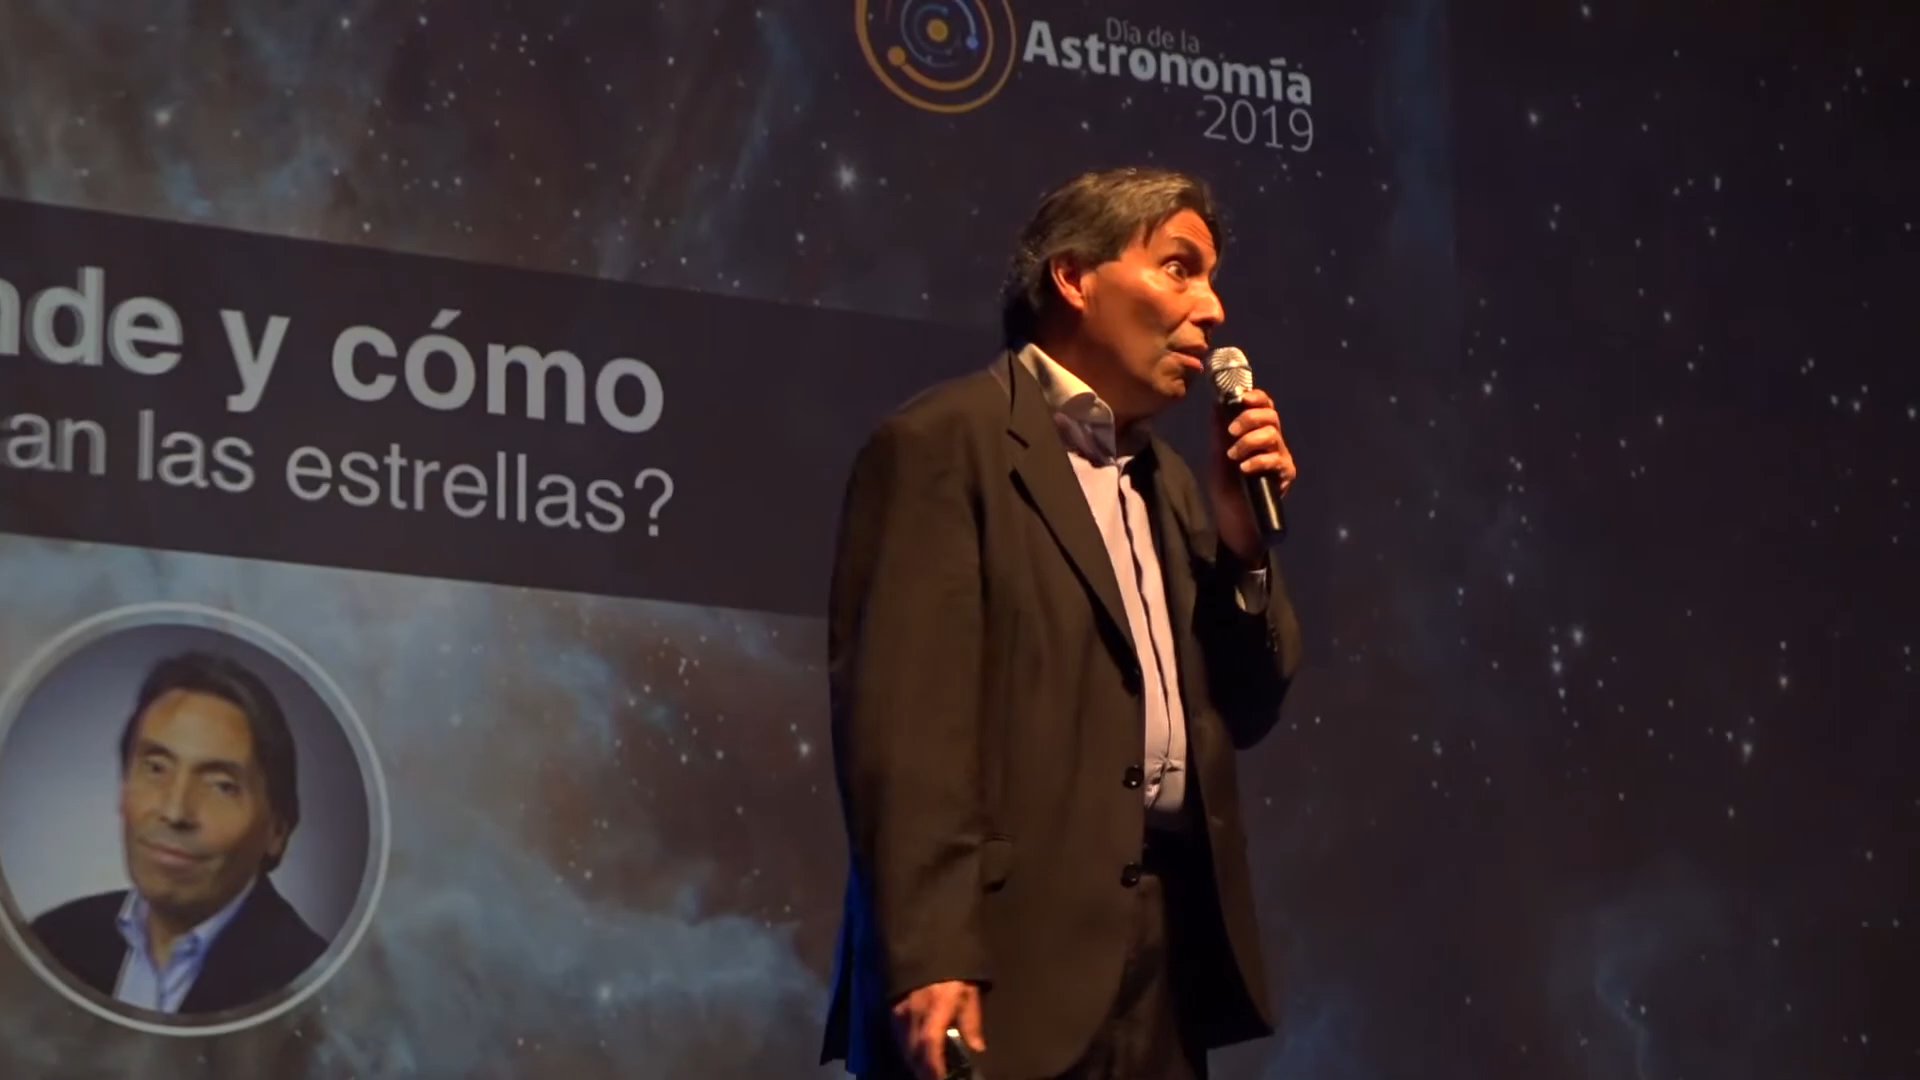 Día de la
Astronomía
2019
nde y cómo
an las estrellas?